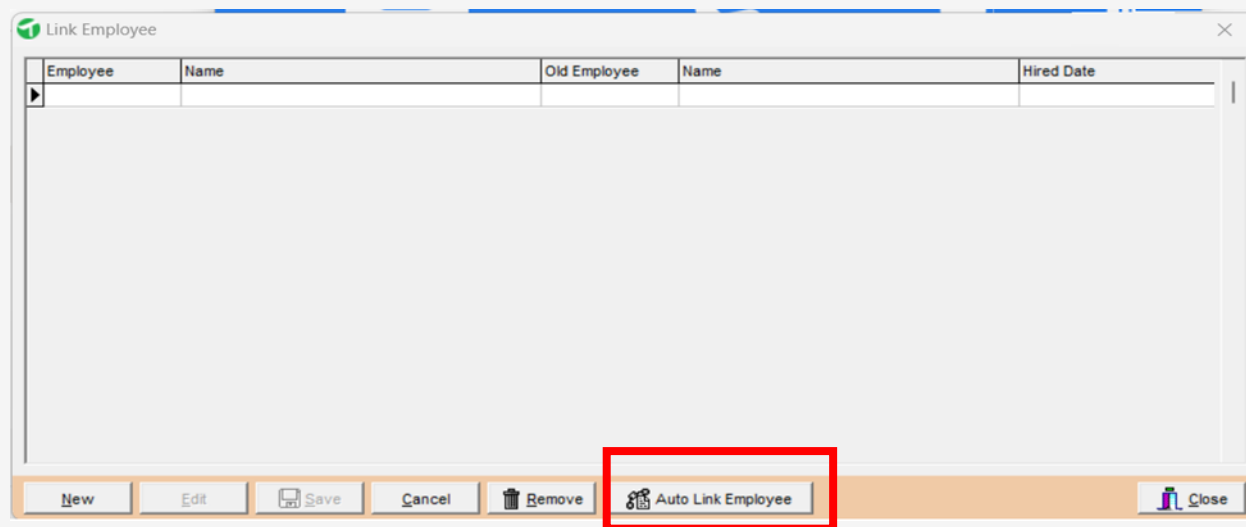 Link Employee
Employee Name Old Employee Name Hired Date
New Edit Save Cancel Remove Auto Link Employee Close